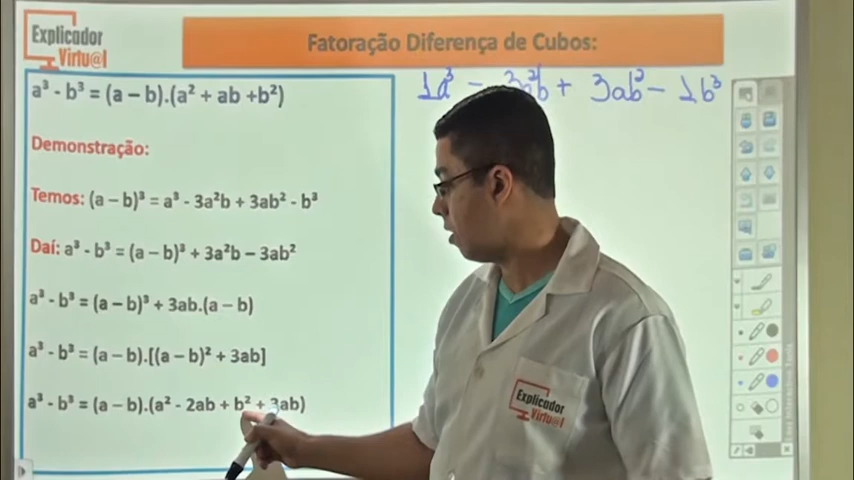 Explicador
Virtu@l
Fatoração Diferença de Cubos:
a³ - b³ = (a – b).(a² + ab +b²)
1a³ – 3a²b + 3ab² – 1b³
Demonstração:
Temos: (a – b)³ = a³ - 3a²b + 3ab² - b³
Daí: a³ - b³ = (a – b)³ + 3a²b – 3ab²
a³ - b³ = (a – b)³ + 3ab.(a – b)
a³ - b³ = (a – b).[(a – b)² + 3ab]
a³ - b³ = (a – b).(a² - 2ab + b² + 3ab)
Explicador
Virtu@l